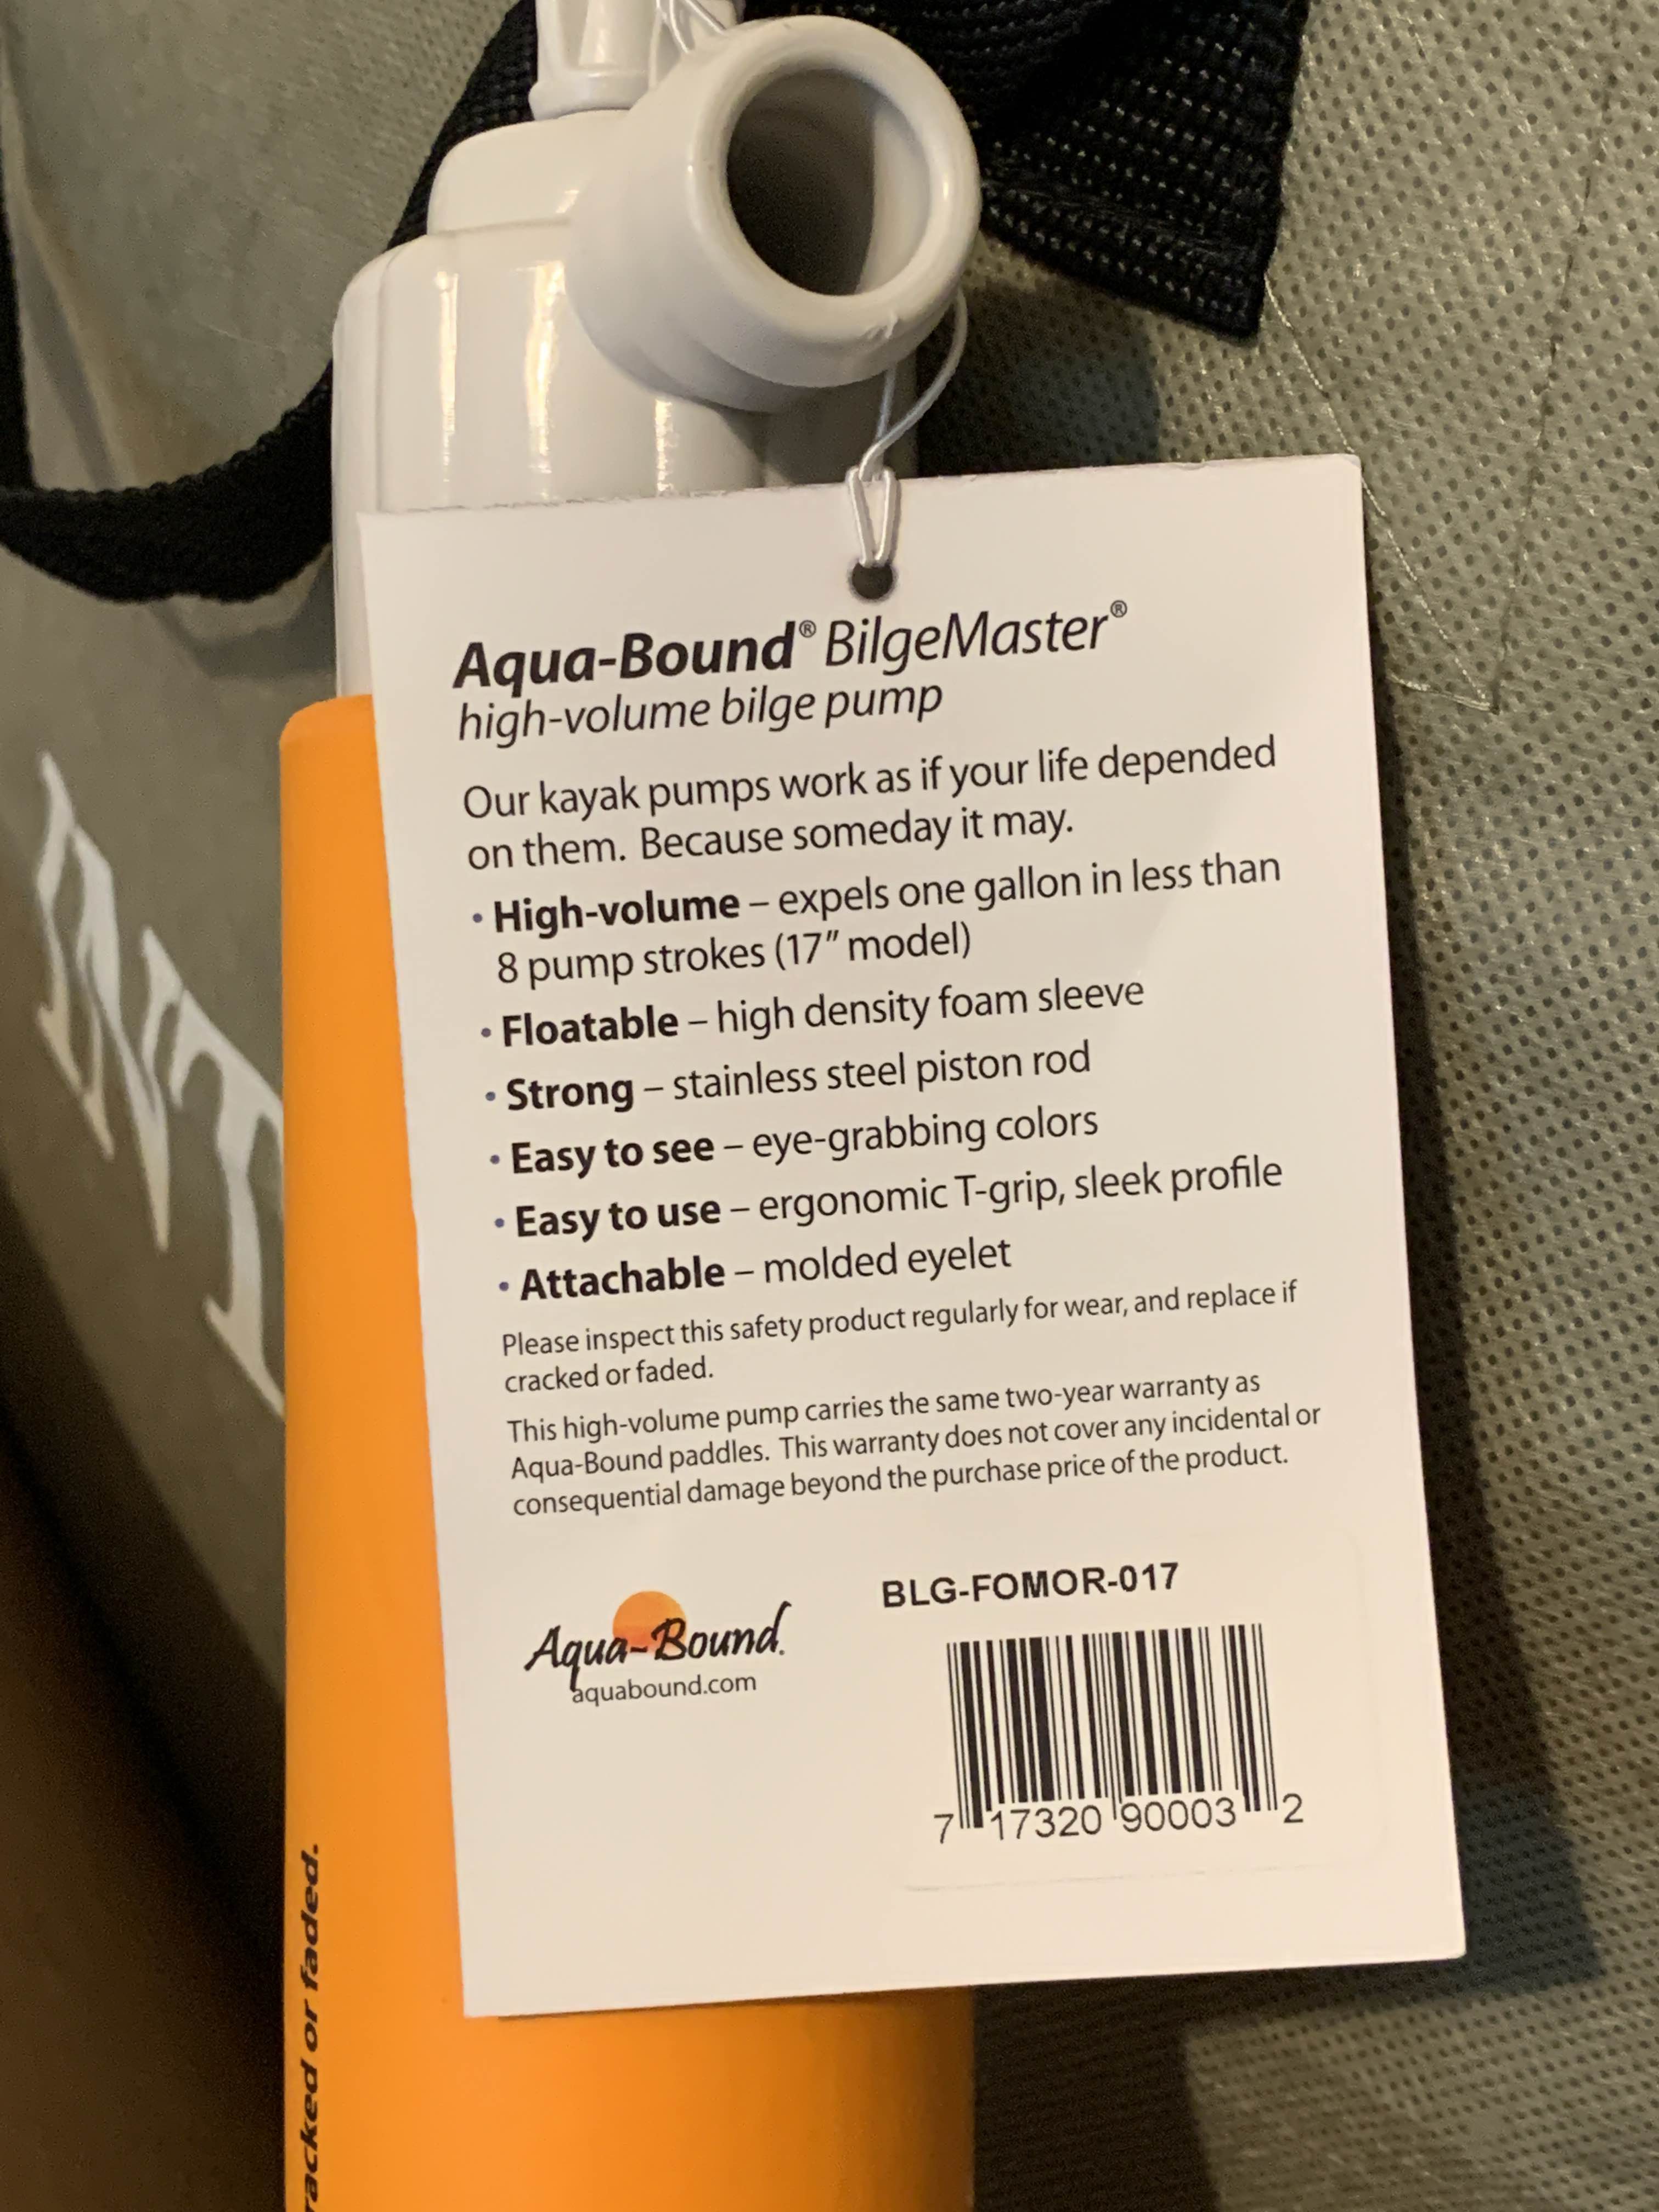 Aqua-Bound® BilgeMaster®
high-volume bilge pump
Our kayak pumps work as if your life depended
on them. Because someday it may.
• High-volume – expels one gallon in less than
8 pump strokes (17" model)
• Floatable – high density foam sleeve
• Strong – stainless steel piston rod
• Easy to see – eye-grabbing colors
• Easy to use – ergonomic T-grip, sleek profile
• Attachable – molded eyelet
Please inspect this safety product regularly for wear, and replace if
cracked or faded.
This high-volume pump carries the same two-year warranty as
Aqua-Bound paddles. This warranty does not cover any incidental or
consequential damage beyond the purchase price of the product.
Aqua-Bound.
aquabound.com
BLG-FOMOR-017
7 17320 90003 2
racked or faded.